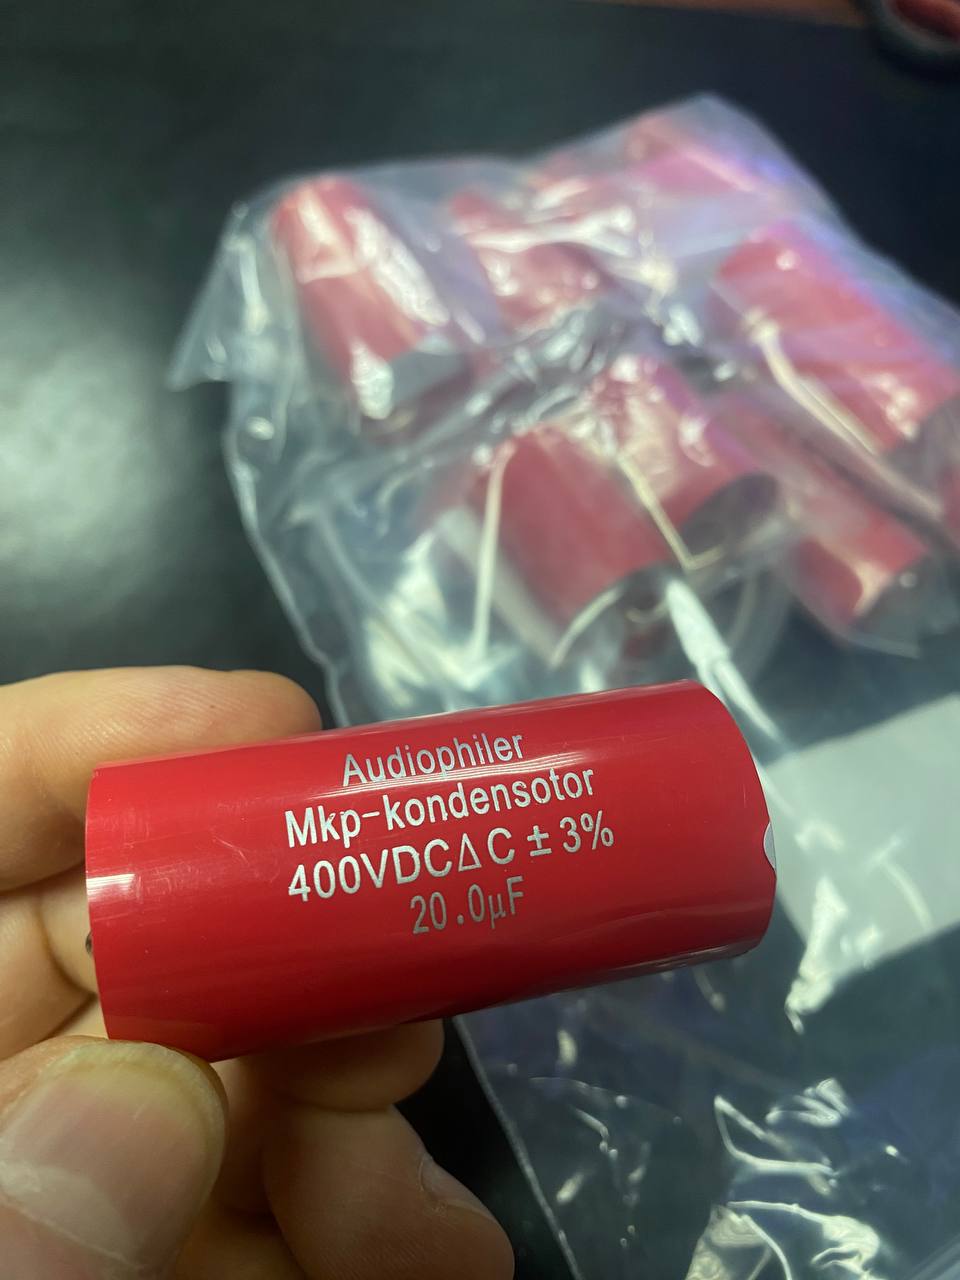 Audiophiler
Mkp-kondensotor
400VDCΔC ± 3%
20.0μF